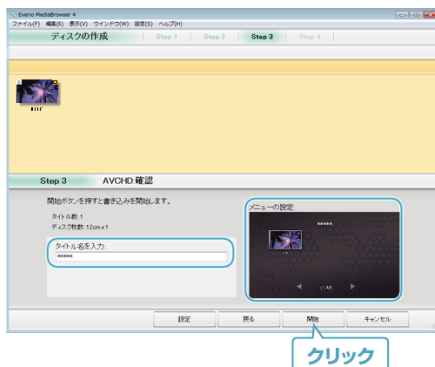 Everio MediaBrowser 4
ファイル(F) 編集(E) 表示(V) ウインドウ(W) 設定(S) ヘルプ(H)
ディスクの作成 Step 1 Step 2 Step 3 Step 4
Step 3 AVCHD:確認
開始ボタンを押すと書き込みを開始します。
タイトル数: 1
ディスク枚数: 12cm x 1
タイトル名を入力:
*****
メニューの設定
*****
設定 戻る 開始 キャンセル
クリック